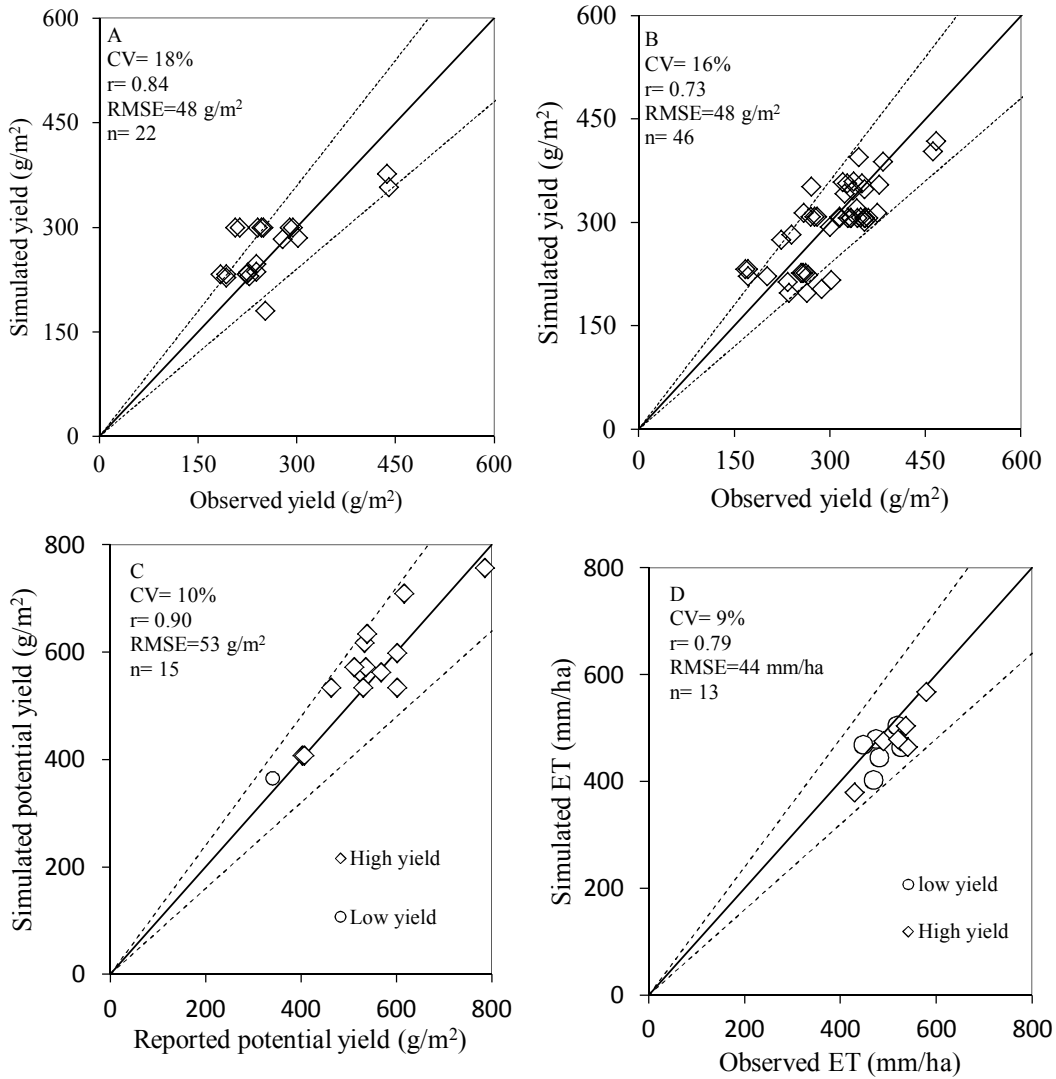 A
CV= 18%
r= 0.84
RMSE=48 g/m²
n= 22
600
450
300
150
0
0
150
300
450
600
Simulated yield (g/m²)
Observed yield (g/m²)
B
CV= 16%
r= 0.73
RMSE=48 g/m²
n= 46
600
450
300
150
0
0
150
300
450
600
Simulated yield (g/m²)
Observed yield (g/m²)
C
CV= 10%
r= 0.90
RMSE=53 g/m²
n= 15
800
600
400
200
0
0
200
400
600
800
High yield
Low yield
Simulated potential yield (g/m²)
Reported potential yield (g/m²)
D
CV= 9%
r= 0.79
RMSE=44 mm/ha
n= 13
800
600
400
200
0
0
200
400
600
800
low yield
High yield
Simulated ET (mm/ha)
Observed ET (mm/ha)